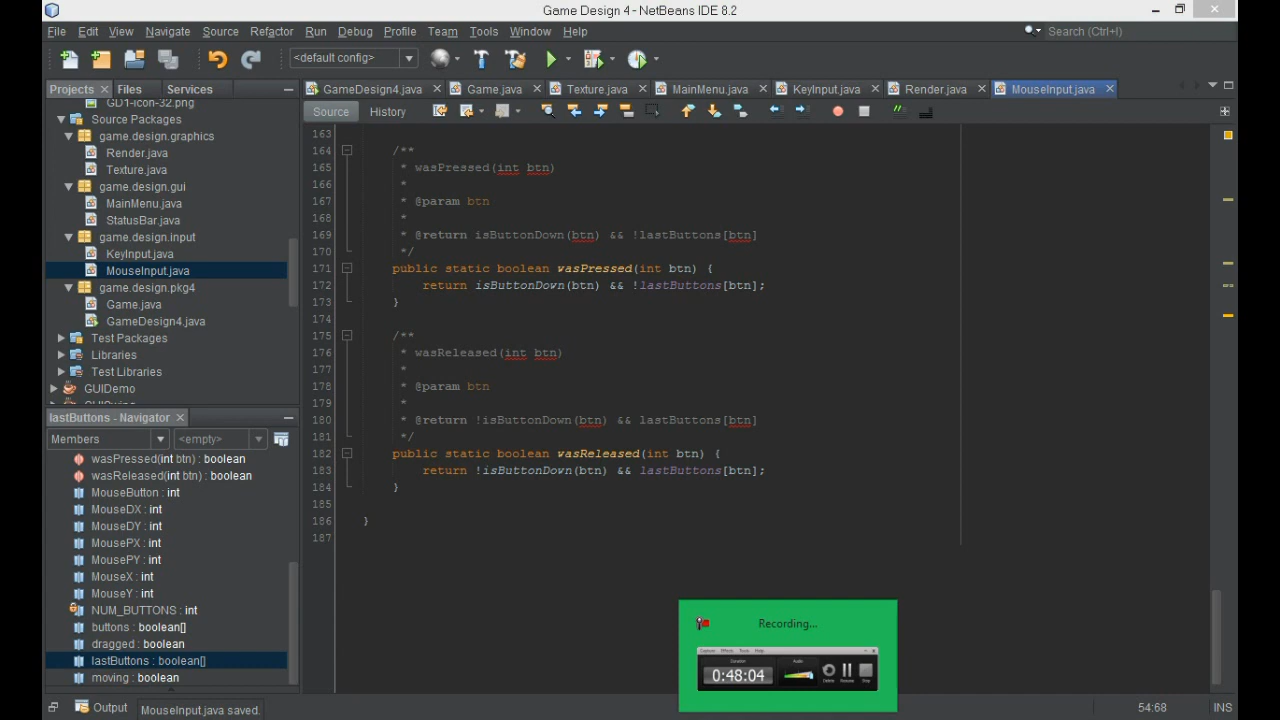 Game Design 4 - NetBeans IDE 8.2
File Edit View Navigate Source Refactor Run Debug Profile Team Tools Window Help
Search (Ctrl+I)
<default config>
Projects Files Services
GameDesign4.java Game.java Texture.java MainMenu.java KeyInput.java Render.java MouseInput.java
Source History
GD1-icon-32.png
Source Packages
game.design.graphics
Render.java
Texture.java
game.design.gui
MainMenu.java
StatusBar.java
game.design.input
KeyInput.java
MouseInput.java
game.design.pkg4
Game.java
GameDesign4.java
Test Packages
Libraries
Test Libraries
GUIDemo
lastButtons - Navigator
Members <empty>
wasPressed(int btn) : boolean
wasReleased(int btn) : boolean
MouseButton : int
MouseDX : int
MouseDY : int
MousePX : int
MousePY : int
MouseX : int
MouseY : int
NUM_BUTTONS : int
buttons : boolean[]
dragged : boolean
lastButtons : boolean[]
moving : boolean
163
164 /**
165 * wasPressed(int btn)
166 *
167 * @param btn
168 *
169 * @return isButtonDown(btn) && !lastButtons[btn]
170 */
171 public static boolean wasPressed(int btn) {
172 return isButtonDown(btn) && !lastButtons[btn];
173 }
174
175 /**
176 * wasReleased(int btn)
177 *
178 * @param btn
179 *
180 * @return !isButtonDown(btn) && lastButtons[btn]
181 */
182 public static boolean wasReleased(int btn) {
183 return !isButtonDown(btn) && lastButtons[btn];
184 }
185
186 }
187
Recording...
0:48:04
Output MouseInput.java saved.
54:68 INS